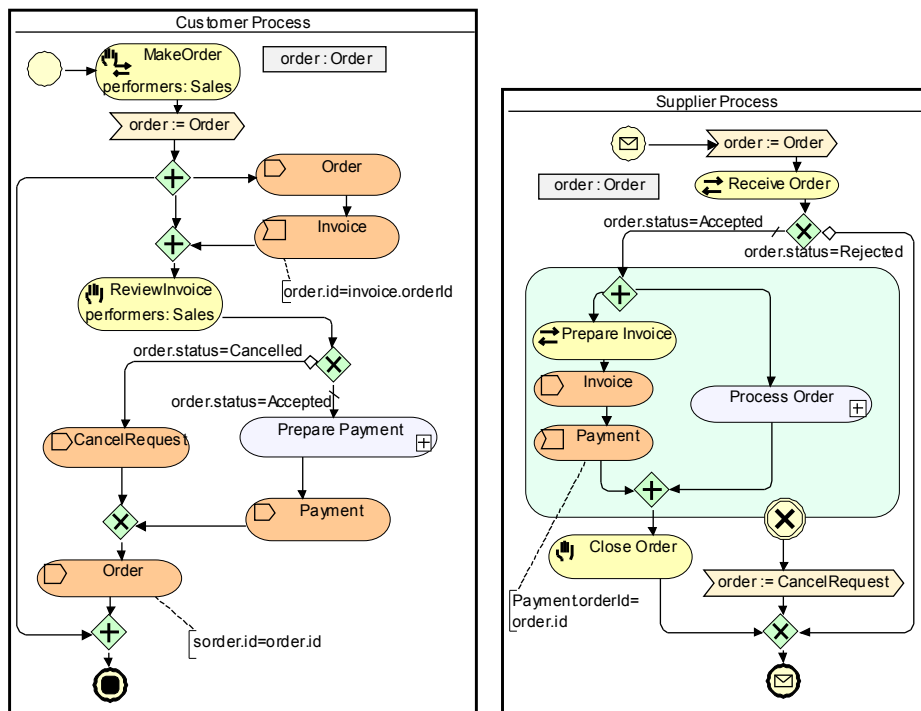 Customer Process
MakeOrder
performers: Sales
order : Order
order := Order
Order
Invoice
order.id=invoice.orderId
ReviewInvoice
performers: Sales
order.status=Cancelled
order.status=Accepted
CancelRequest
Prepare Payment
Payment
Order
sorder.id=order.id
Supplier Process
order := Order
order : Order
Receive Order
order.status=Accepted
order.status=Rejected
Prepare Invoice
Invoice
Process Order
Payment
Close Order
order := CancelRequest
Payment.orderId=
order.id